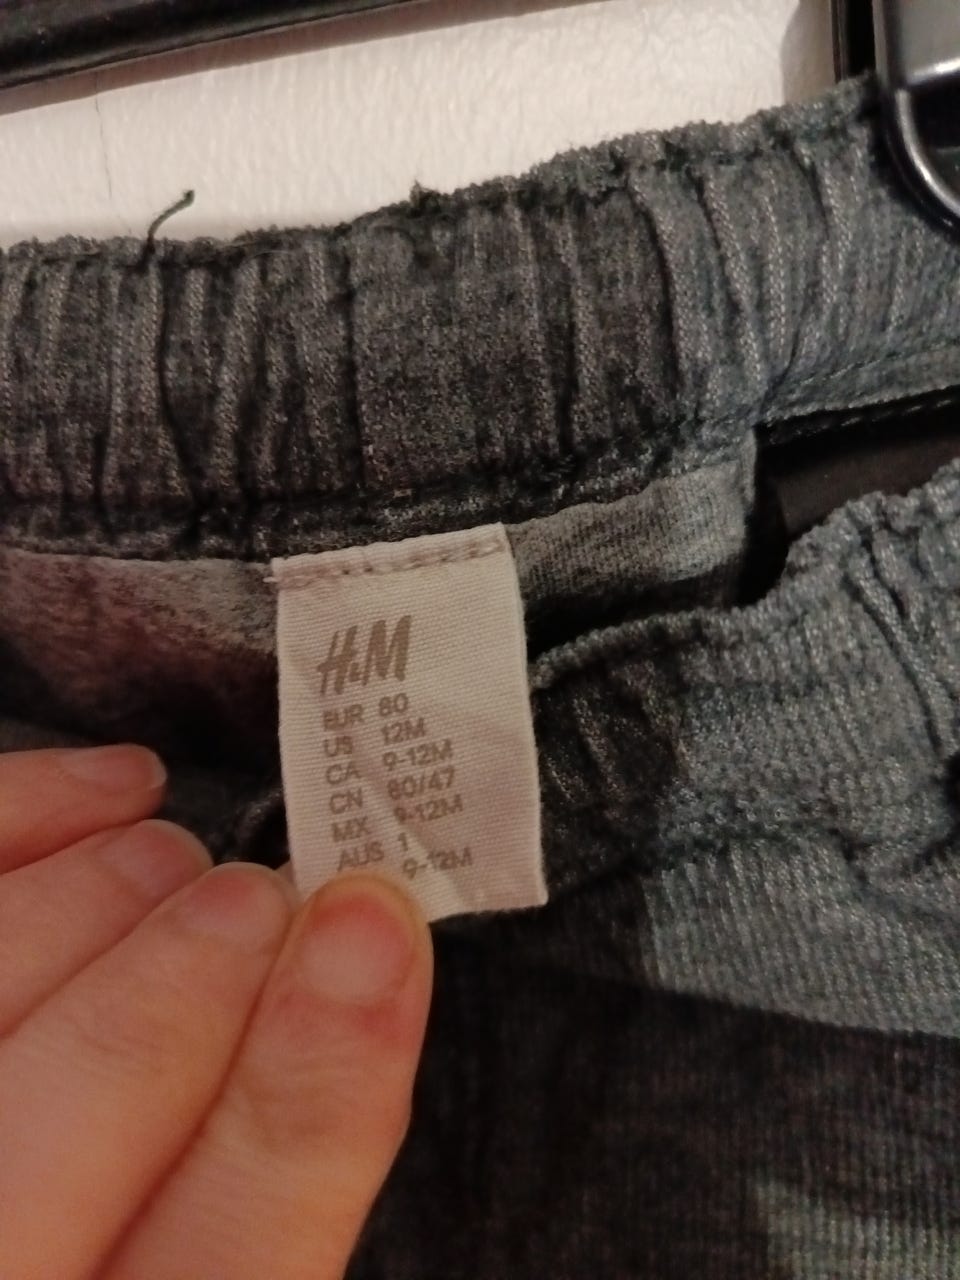 H&M
EUR 80
US 12M
CA 9-12M
CN 80/47
MX 9-12M
AUS 1
9-12M